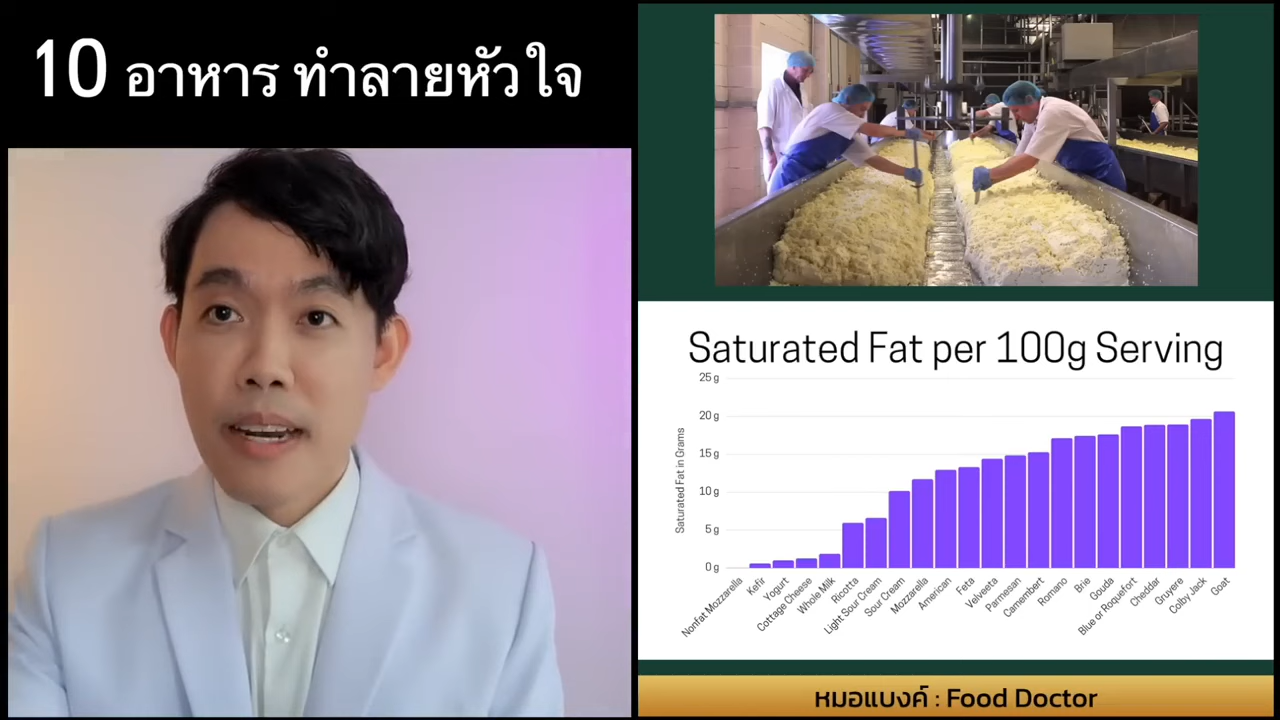 10 อาหาร ทำลายหัวใจ
Saturated Fat per 100g Serving
25 g
20 g
15 g
10 g
5 g
0 g
Saturated Fat in Grams
Nonfat Mozzarella
Kefir
Yogurt
Cottage Cheese
Whole Milk
Ricotta
Light Sour Cream
Sour Cream
Mozzarella
American
Feta
Velveeta
Parmesan
Camembert
Romano
Brie
Gouda
Blue or Roquefort
Cheddar
Gruyere
Colby Jack
Goat
หมอแบงค์ : Food Doctor